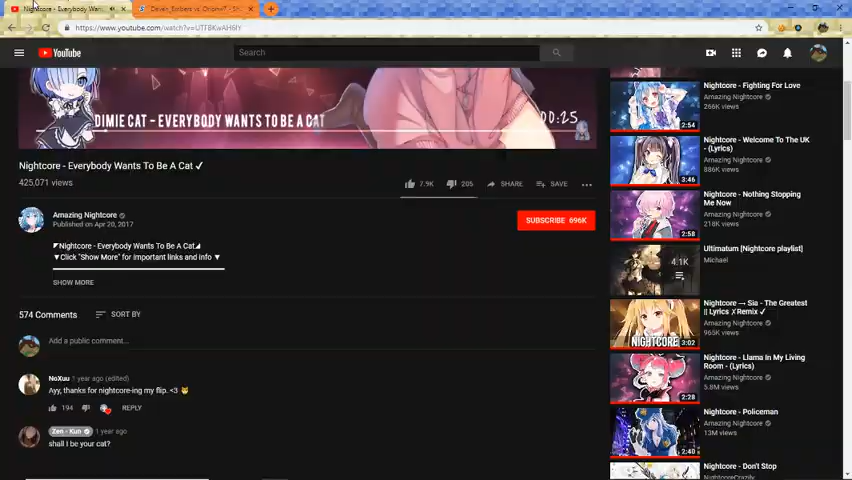 Nightcore - Everybody Wan
https://www.youtube.com/watch?v=
YouTube
Search
DIMIE CAT - EVERYBODY WANTS TO BE A CAT
00:25
Nightcore - Everybody Wants To Be A Cat ✓
425,071 views
7.9K
205
SHARE
SAVE
Amazing Nightcore
Published on Apr 20, 2017
SUBSCRIBE 696K
◤Nightcore - Everybody Wants To Be A Cat◢
▼Click "Show More" for important links and info ▼
SHOW MORE
574 Comments
SORT BY
Add a public comment...
NoXuu 1 year ago (edited)
Ayy, thanks for nightcore-ing my flip. <3 😸
194
REPLY
Zen - Kun
1 year ago
shall I be your cat?
Nightcore - Fighting For Love
Amazing Nightcore
266K views
2:54
Nightcore - Welcome To The UK
- (Lyrics)
Amazing Nightcore
886K views
3:46
Nightcore - Nothing Stopping
Me Now
Amazing Nightcore
218K views
2:58
Ultimatum [Nightcore playlist]
Michael
4.1K
Nightcore → Sia - The Greatest
|| Lyrics ✗Remix ✓
Amazing Nightcore
965K views
NIGHTCORE
3:02
Nightcore - Llama In My Living
Room - (Lyrics)
Amazing Nightcore
5.8M views
2:28
Nightcore - Policeman
Amazing Nightcore
13M views
2:40
Nightcore - Don't Stop
NightcoreCrazily